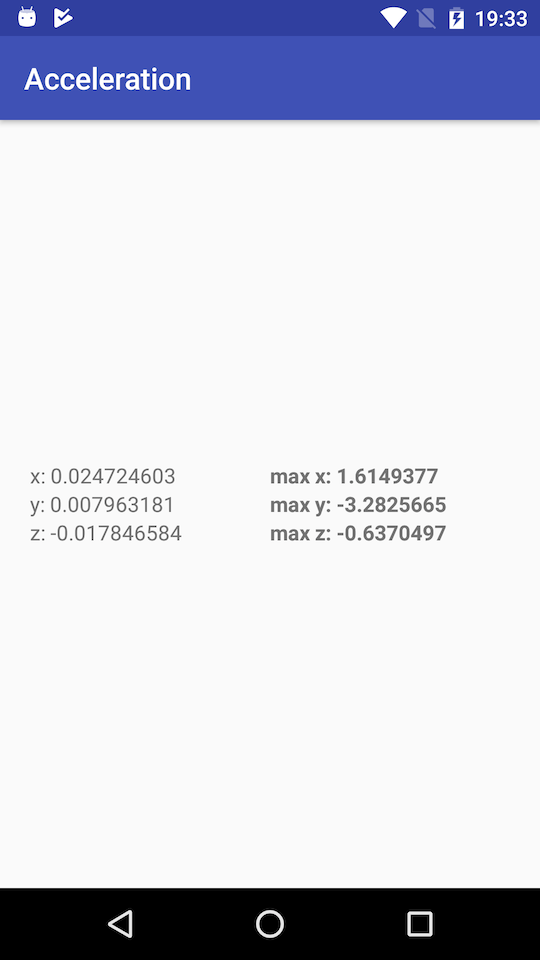 19:33
Acceleration
x: 0.024724603
y: 0.007963181
z: -0.017846584
max x: 1.6149377
max y: -3.2825665
max z: -0.6370497